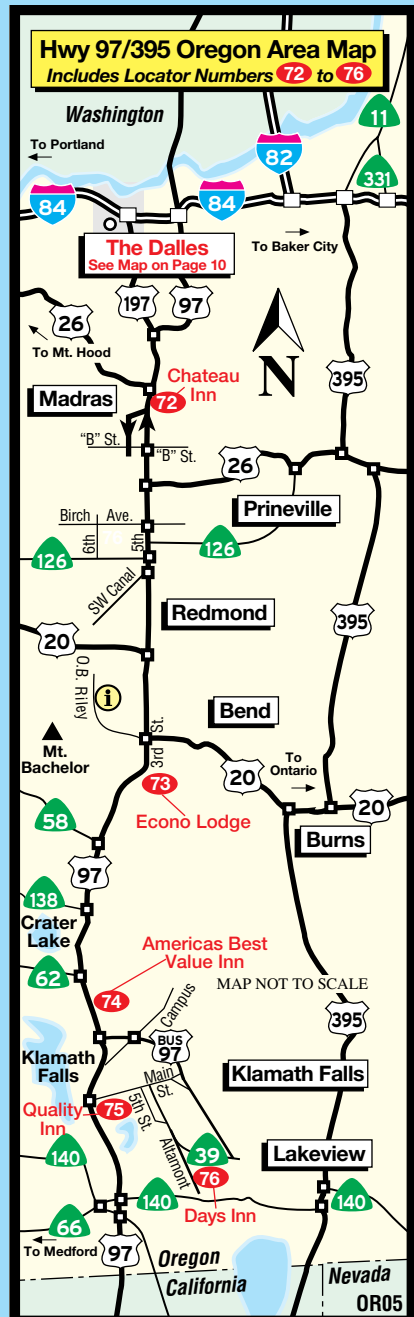 Hwy 97/395 Oregon Area Map
Includes Locator Numbers 72 to 76
Washington
11
To Portland
82
331
84
84
The Dalles
See Map on Page 10
To Baker City
197
97
26
To Mt. Hood
N
395
Chateau
Inn
72
Madras
"B" St.
"B" St.
26
Prineville
Birch Ave.
6th
5th
126
126
SW Canal
Redmond
395
20
O.B. Riley
i
Bend
3rd St.
Mt.
Bachelor
20
To
Ontario
20
73
Econo Lodge
Burns
58
97
138
Crater
Lake
Americas Best
Value Inn
62
74
MAP NOT TO SCALE
Campus
395
BUS
97
Klamath
Falls
Klamath Falls
Main
St.
Quality
Inn
75
5th St.
Altamont
39
Lakeview
140
76
140
140
Days Inn
66
To Medford
97
Oregon
California
Nevada
OR05